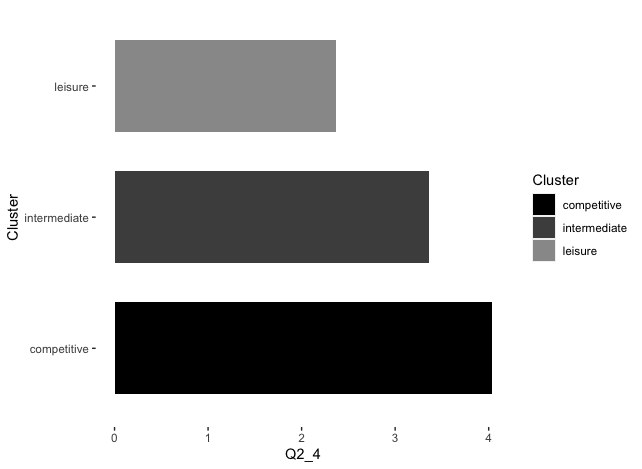 leisure
intermediate
competitive
Cluster
0 1 2 3 4
Q2_4
Cluster
competitive
intermediate
leisure